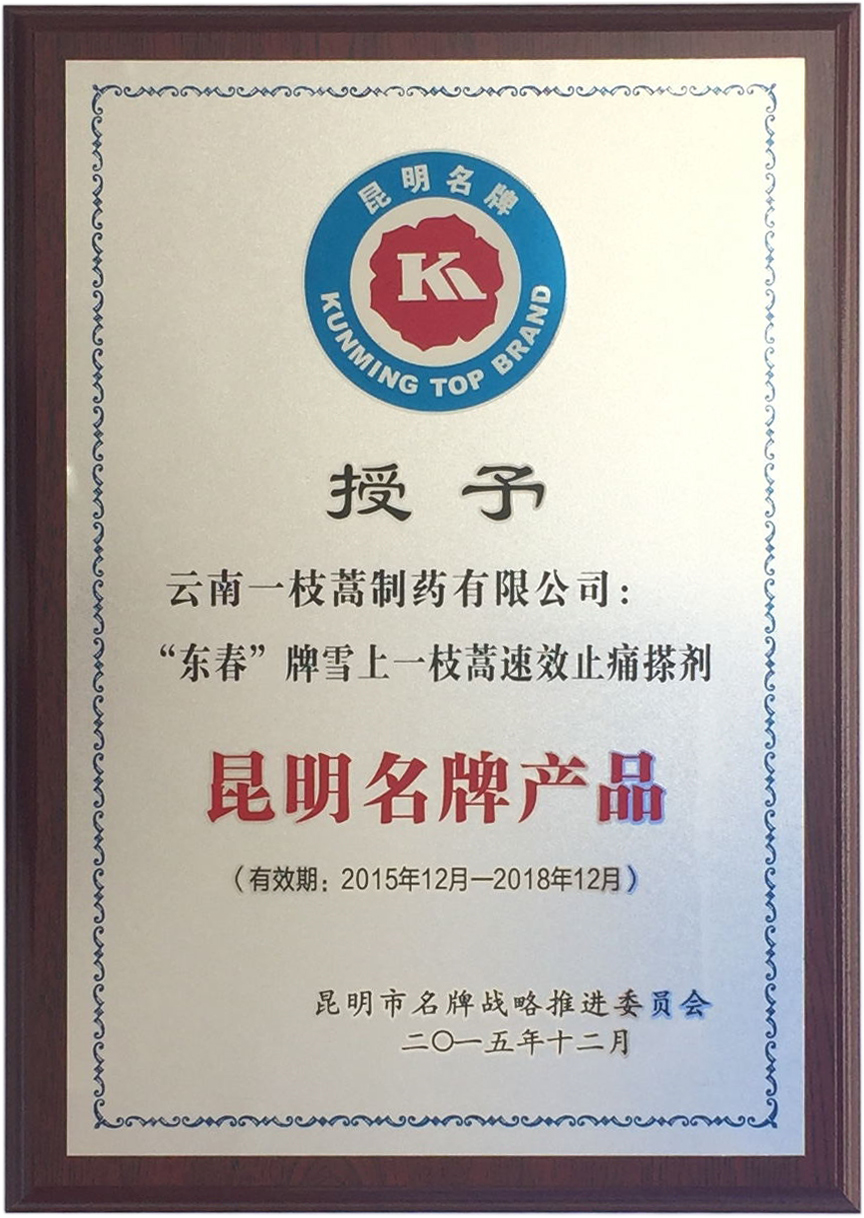 昆明名牌
K
KUNMING TOP BRAND
授予
云南一枝蒿制药有限公司：
“东春”牌雪上一枝蒿速效止痛搽剂
昆明名牌产品
（有效期：2015年12月—2018年12月）
昆明市名牌战略推进委员会
二〇一五年十二月